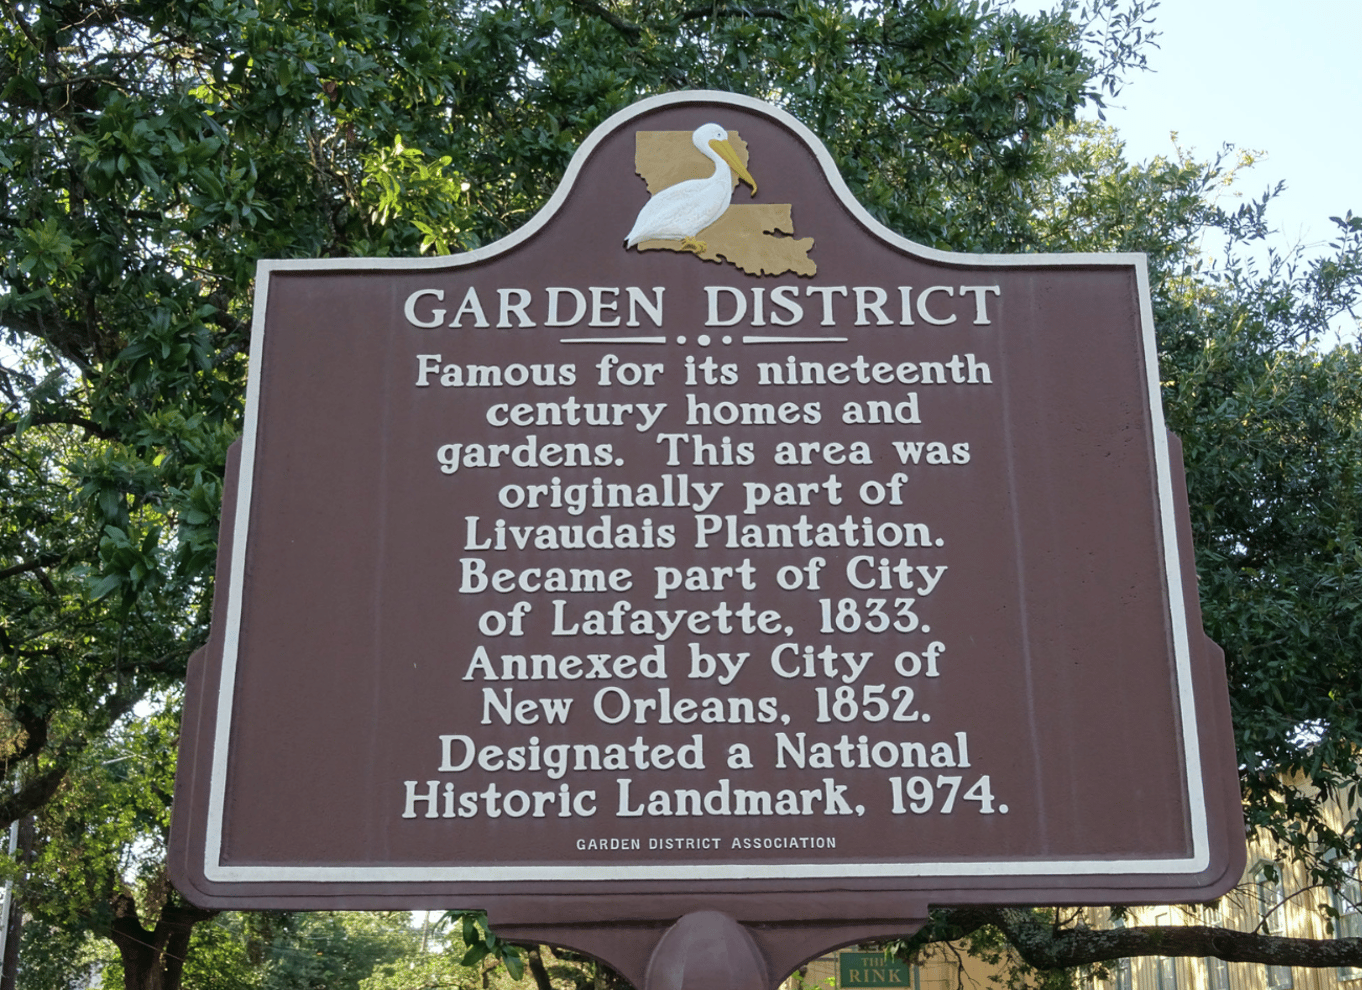 GARDEN DISTRICT
Famous for its nineteenth
century homes and
gardens. This area was
originally part of
Livaudais Plantation.
Became part of City
of Lafayette, 1833.
Annexed by City of
New Orleans, 1852.
Designated a National
Historic Landmark, 1974.
GARDEN DISTRICT ASSOCIATION
THE
RINK